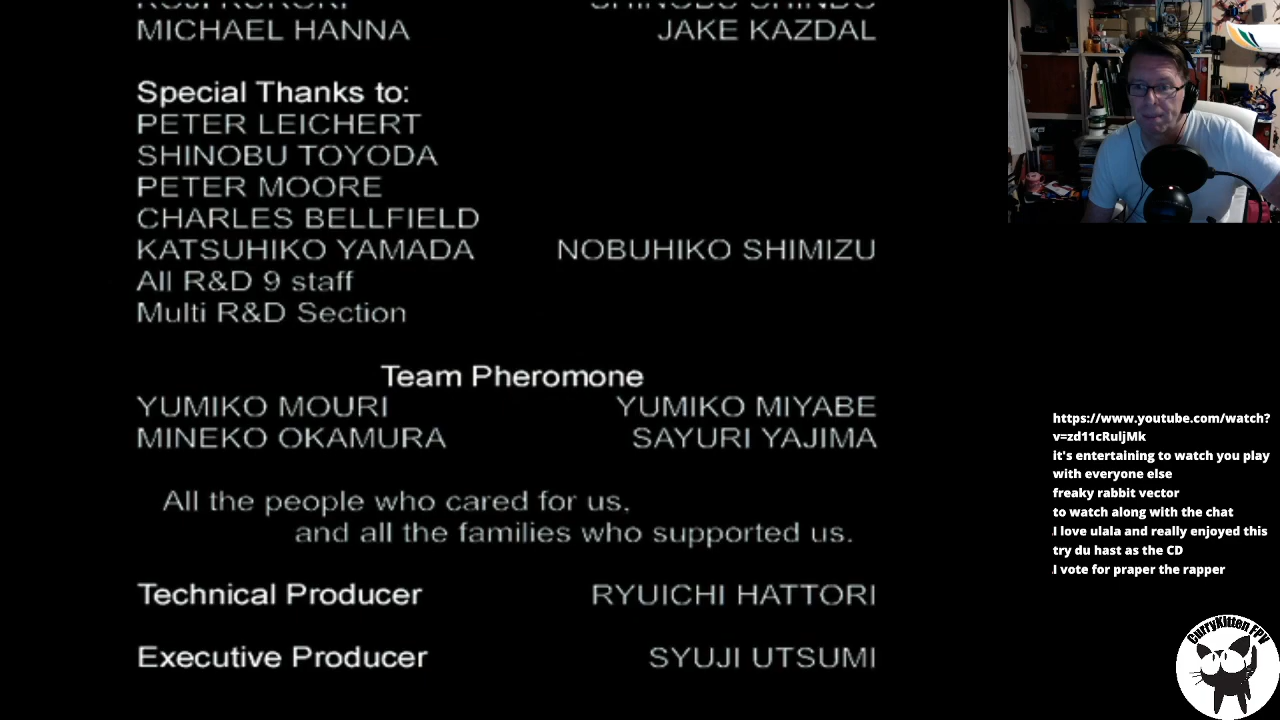 MICHAEL HANNA JAKE KAZDAL
Special Thanks to:
PETER LEICHERT
SHINOBU TOYODA
PETER MOORE
CHARLES BELLFIELD
KATSUHIKO YAMADA NOBUHIKO SHIMIZU
All R&D 9 staff
Multi R&D Section
Team Pheromone
YUMIKO MOURI YUMIKO MIYABE
MINEKO OKAMURA SAYURI YAJIMA
All the people who cared for us.
and all the families who supported us.
Technical Producer RYUICHI HATTORI
Executive Producer SYUJI UTSUMI
https://www.youtube.com/watch?
v=zd11cRuljMk
it's entertaining to watch you play
with everyone else
freaky rabbit vector
to watch along with the chat
I love ulala and really enjoyed this
try du hast as the CD
I vote for praper the rapper
CurryKitten FPV